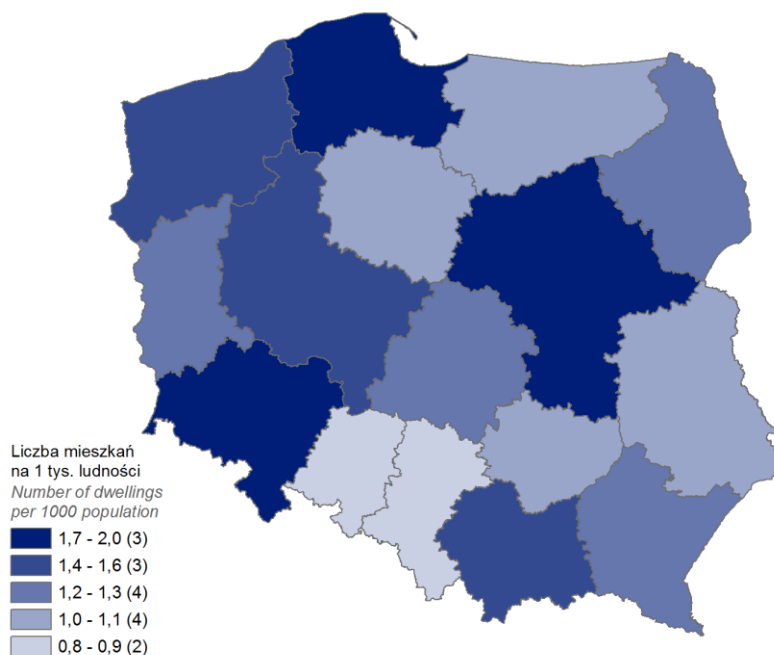 Liczba mieszkań
na 1 tys. ludności
Number of dwellings
per 1000 population
1,7 - 2,0 (3)
1,4 - 1,6 (3)
1,2 - 1,3 (4)
1,0 - 1,1 (4)
0,8 - 0,9 (2)